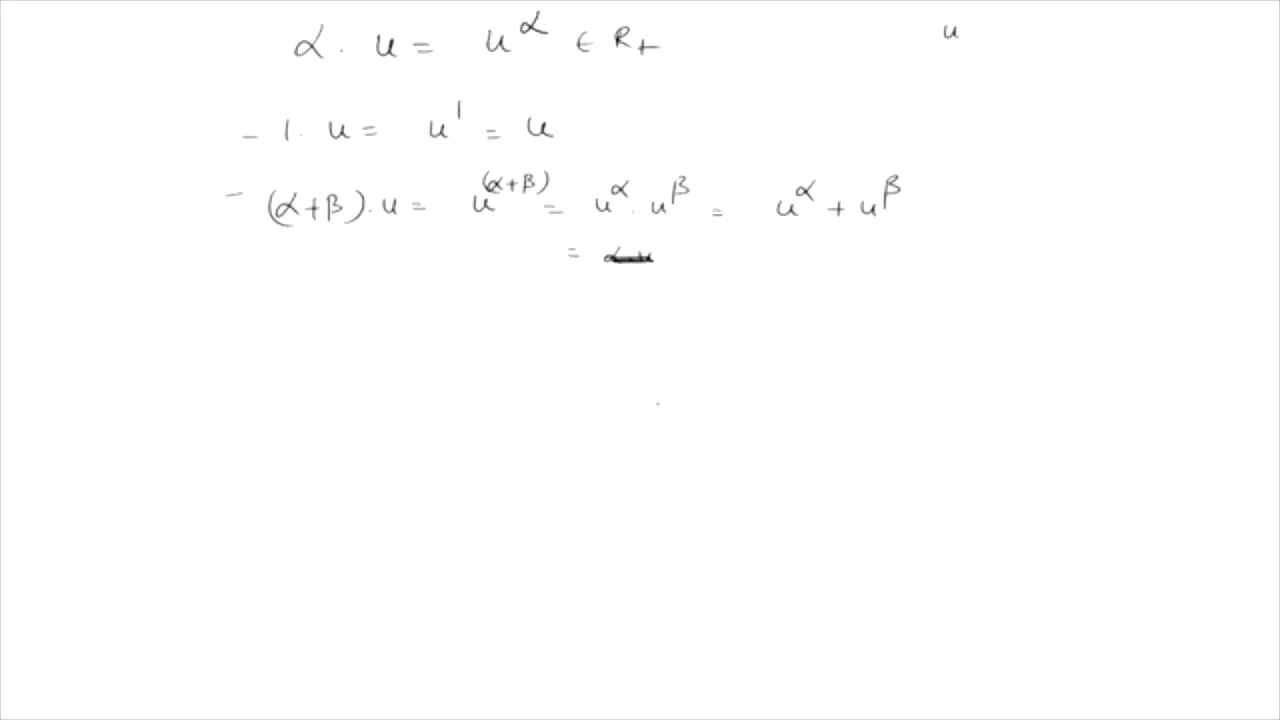 α . u = u^α ∈ R+ u
- 1. u = u^1 = u
- (α+β).u = u^(α+β) = u^α . u^β = u^α + u^β
=